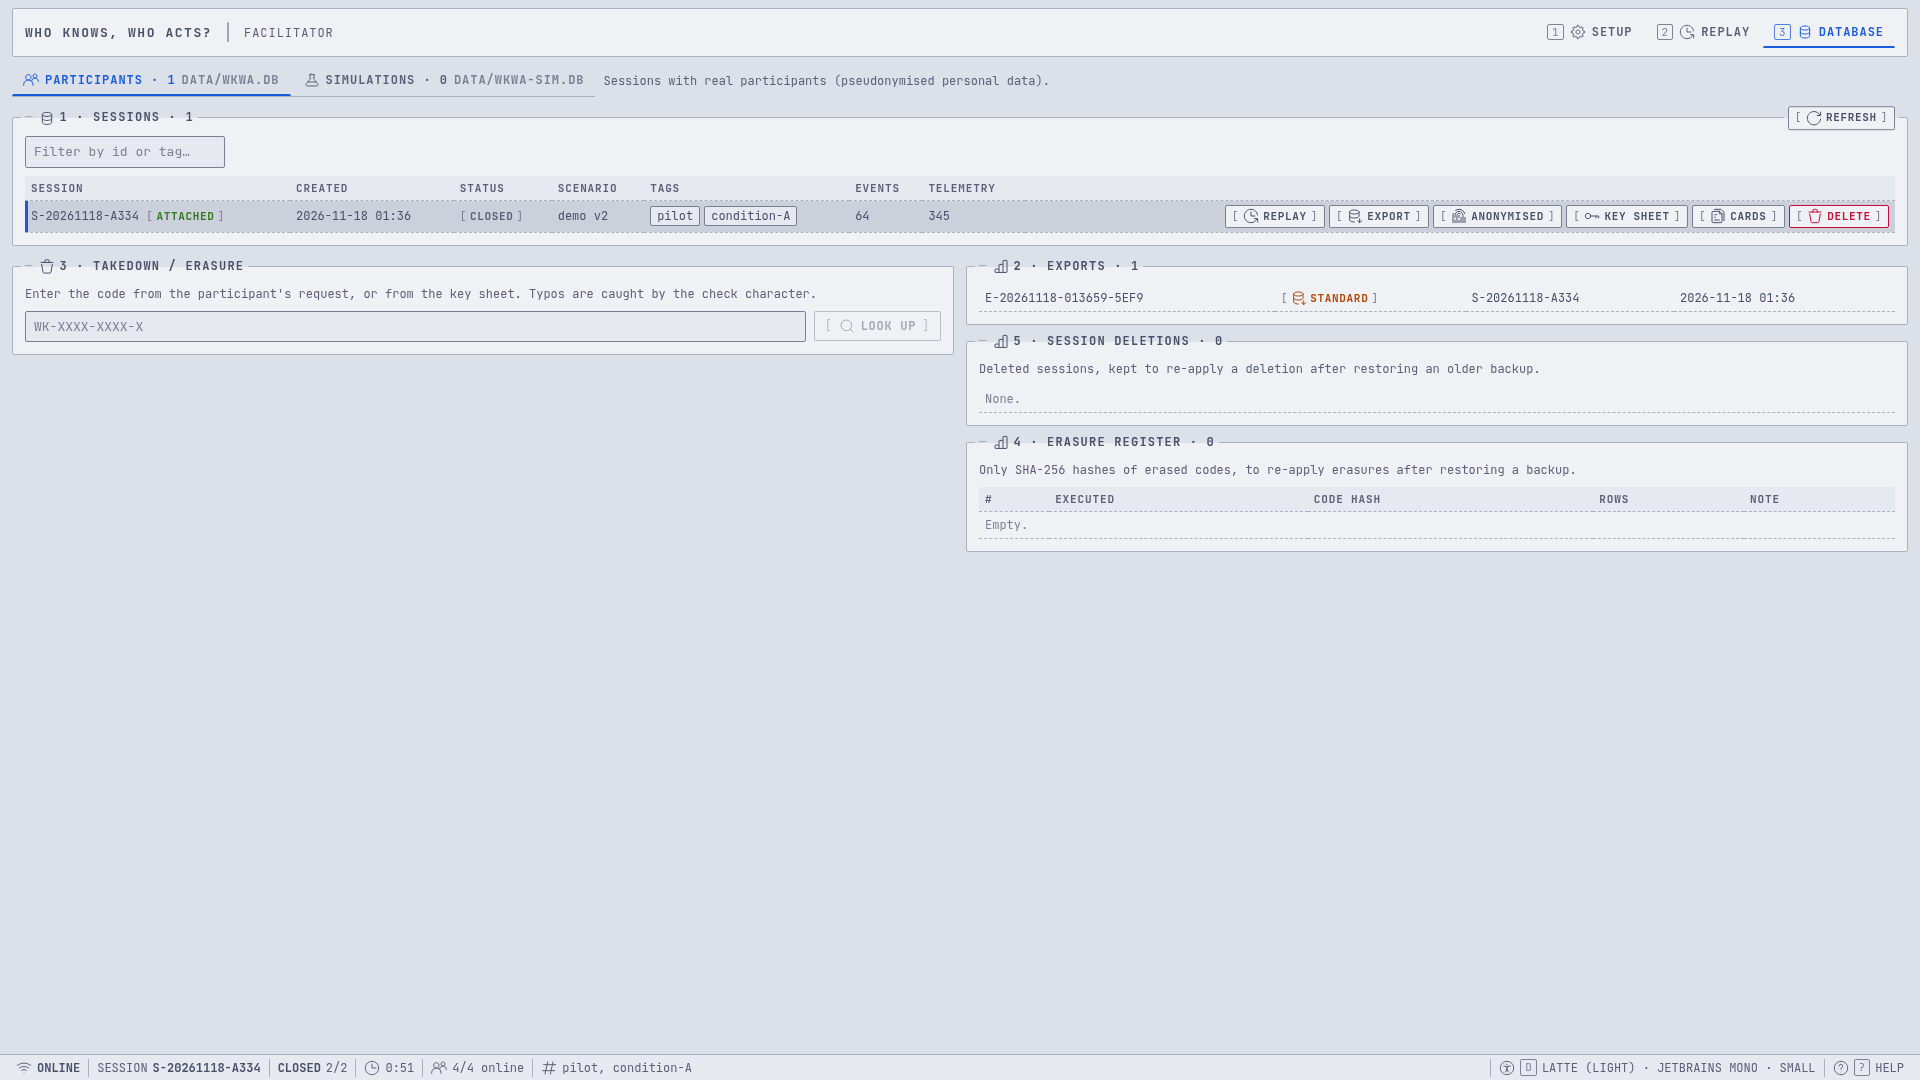 WHO KNOWS, WHO ACTS? FACILITATOR 1 SETUP 2 REPLAY 3 DATABASE
PARTICIPANTS · 1 DATA/WKWA.DB SIMULATIONS · 0 DATA/WKWA-SIM.DB Sessions with real participants (pseudonymised personal data).
1 · SESSIONS · 1 [ REFRESH ]
Filter by id or tag…
SESSION CREATED STATUS SCENARIO TAGS EVENTS TELEMETRY
S-20261118-A334 [ ATTACHED ] 2026-11-18 01:36 [ CLOSED ] demo v2 pilot condition-A 64 345 [ REPLAY ] [ EXPORT ] [ ANONYMISED ] [ KEY SHEET ] [ CARDS ] [ DELETE ]
3 · TAKEDOWN / ERASURE
Enter the code from the participant's request, or from the key sheet. Typos are caught by the check character.
WK-XXXX-XXXX-X [ LOOK UP ]
2 · EXPORTS · 1
E-20261118-013659-5EF9 [ STANDARD ] S-20261118-A334 2026-11-18 01:36
5 · SESSION DELETIONS · 0
Deleted sessions, kept to re-apply a deletion after restoring an older backup.
None.
4 · ERASURE REGISTER · 0
Only SHA-256 hashes of erased codes, to re-apply erasures after restoring a backup.
# EXECUTED CODE HASH ROWS NOTE
Empty.
ONLINE SESSION S-20261118-A334 CLOSED 2/2 0:51 4/4 online pilot, condition-A D LATTE (LIGHT) · JETBRAINS MONO · SMALL ? HELP